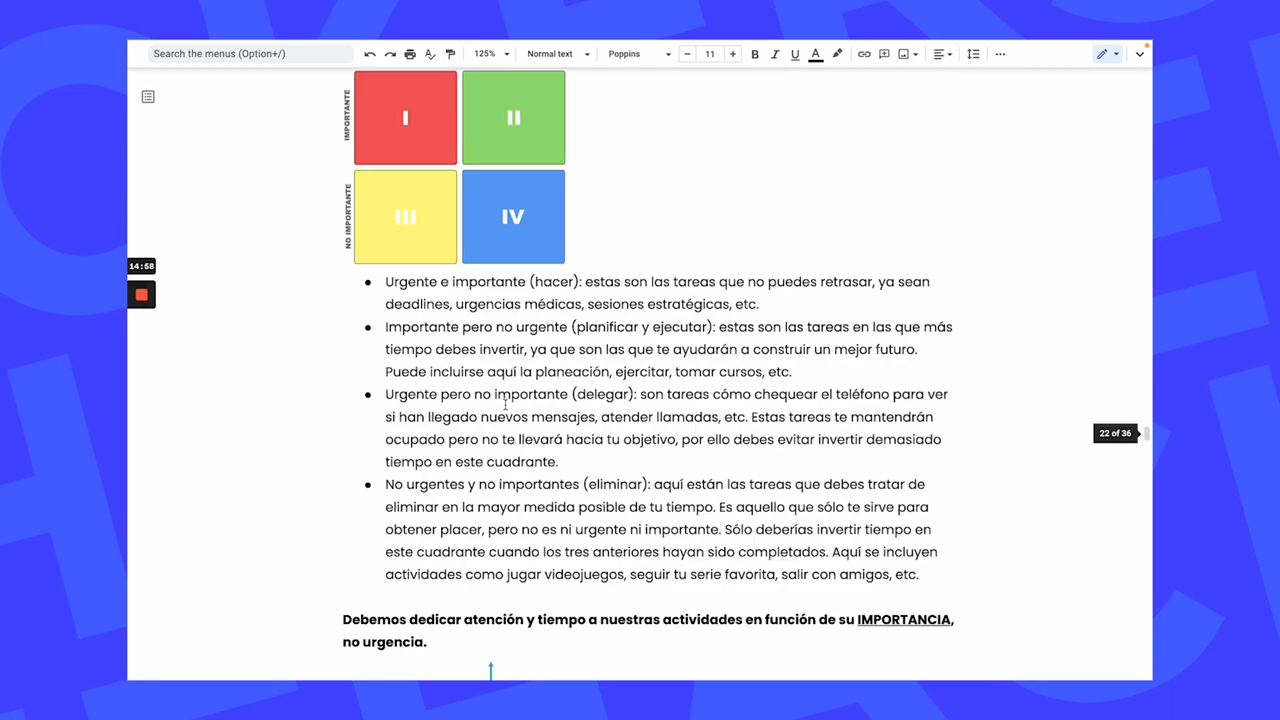 Search the menus (Option+/)
125%
Normal text
Poppins
11
B
I
U
A
IMPORTANTE
I
II
NO IMPORTANTE
III
IV
14:58
● Urgente e importante (hacer): estas son las tareas que no puedes retrasar, ya sean
deadlines, urgencias médicas, sesiones estratégicas, etc.
● Importante pero no urgente (planificar y ejecutar): estas son las tareas en las que más
tiempo debes invertir, ya que son las que te ayudarán a construir un mejor futuro.
Puede incluirse aquí la planeación, ejercitar, tomar cursos, etc.
● Urgente pero no importante (delegar): son tareas cómo chequear el teléfono para ver
si han llegado nuevos mensajes, atender llamadas, etc. Estas tareas te mantendrán
ocupado pero no te llevará hacia tu objetivo, por ello debes evitar invertir demasiado
tiempo en este cuadrante.
22 of 36
● No urgentes y no importantes (eliminar): aquí están las tareas que debes tratar de
eliminar en la mayor medida posible de tu tiempo. Es aquello que sólo te sirve para
obtener placer, pero no es ni urgente ni importante. Sólo deberías invertir tiempo en
este cuadrante cuando los tres anteriores hayan sido completados. Aquí se incluyen
actividades como jugar videojuegos, seguir tu serie favorita, salir con amigos, etc.
Debemos dedicar atención y tiempo a nuestras actividades en función de su IMPORTANCIA,
no urgencia.